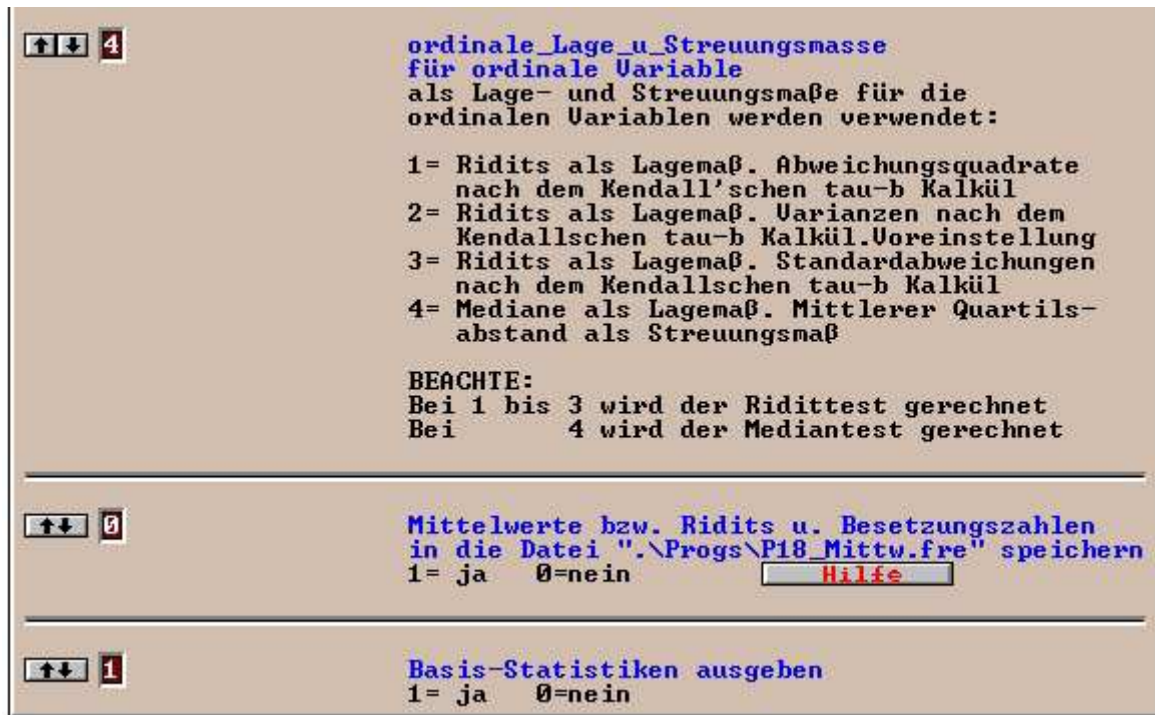 4 ordinale_Lage_u_Streuungsmasse
für ordinale Variable
als Lage- und Streuungsmaße für die
ordinalen Variablen werden verwendet:
1= Ridits als Lagemaß. Abweichungsquadrate
nach dem Kendall'schen tau-b Kalkül
2= Ridits als Lagemaß. Varianzen nach dem
Kendallschen tau-b Kalkül.Voreinstellung
3= Ridits als Lagemaß. Standardabweichungen
nach dem Kendallschen tau-b Kalkül
4= Mediane als Lagemaß. Mittlerer Quartils-
abstand als Streuungsmaß
BEACHTE:
Bei 1 bis 3 wird der Ridittest gerechnet
Bei 4 wird der Mediantest gerechnet
0 Mittelwerte bzw. Ridits u. Besetzungszahlen
in die Datei ".\Progs\P18_Mittw.fre" speichern
1= ja 0=nein Hilfe
1 Basis-Statistiken ausgeben
1= ja 0=nein